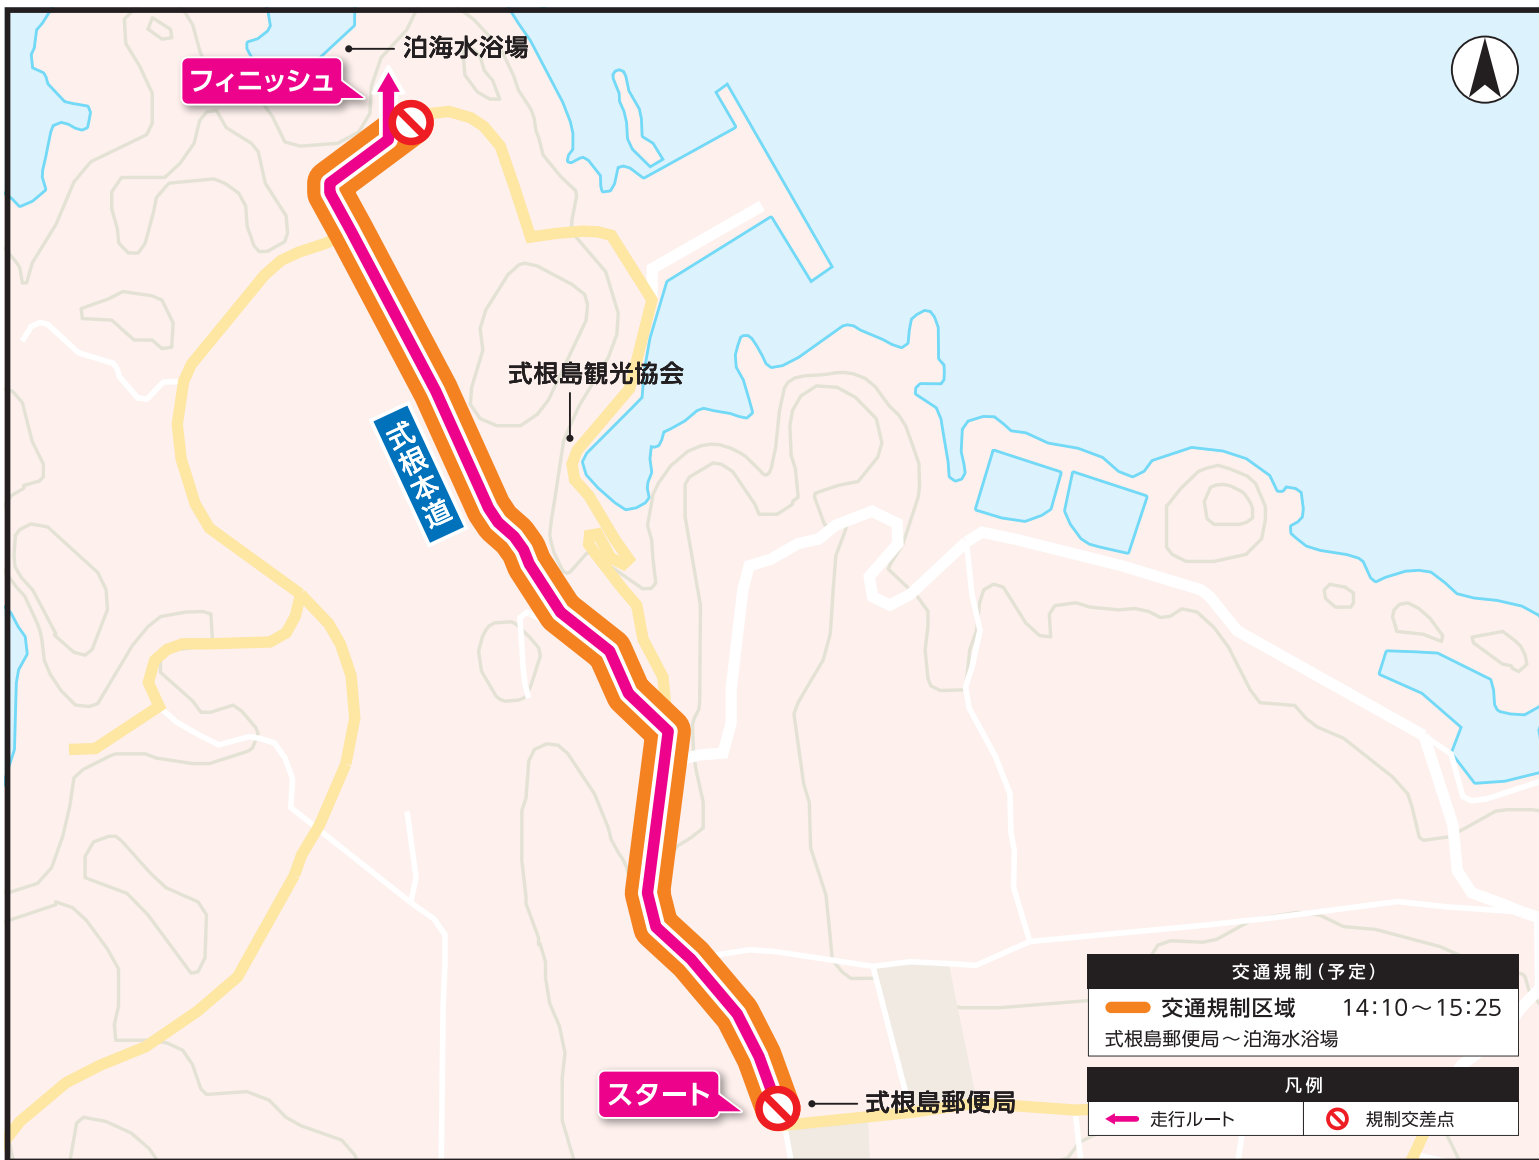 泊海水浴場
フィニッシュ
式根島観光協会
式根本道
スタート
式根島郵便局
交通規制(予定)
交通規制区域 14:10~15:25
式根島郵便局~泊海水浴場
凡例
走行ルート
規制交差点